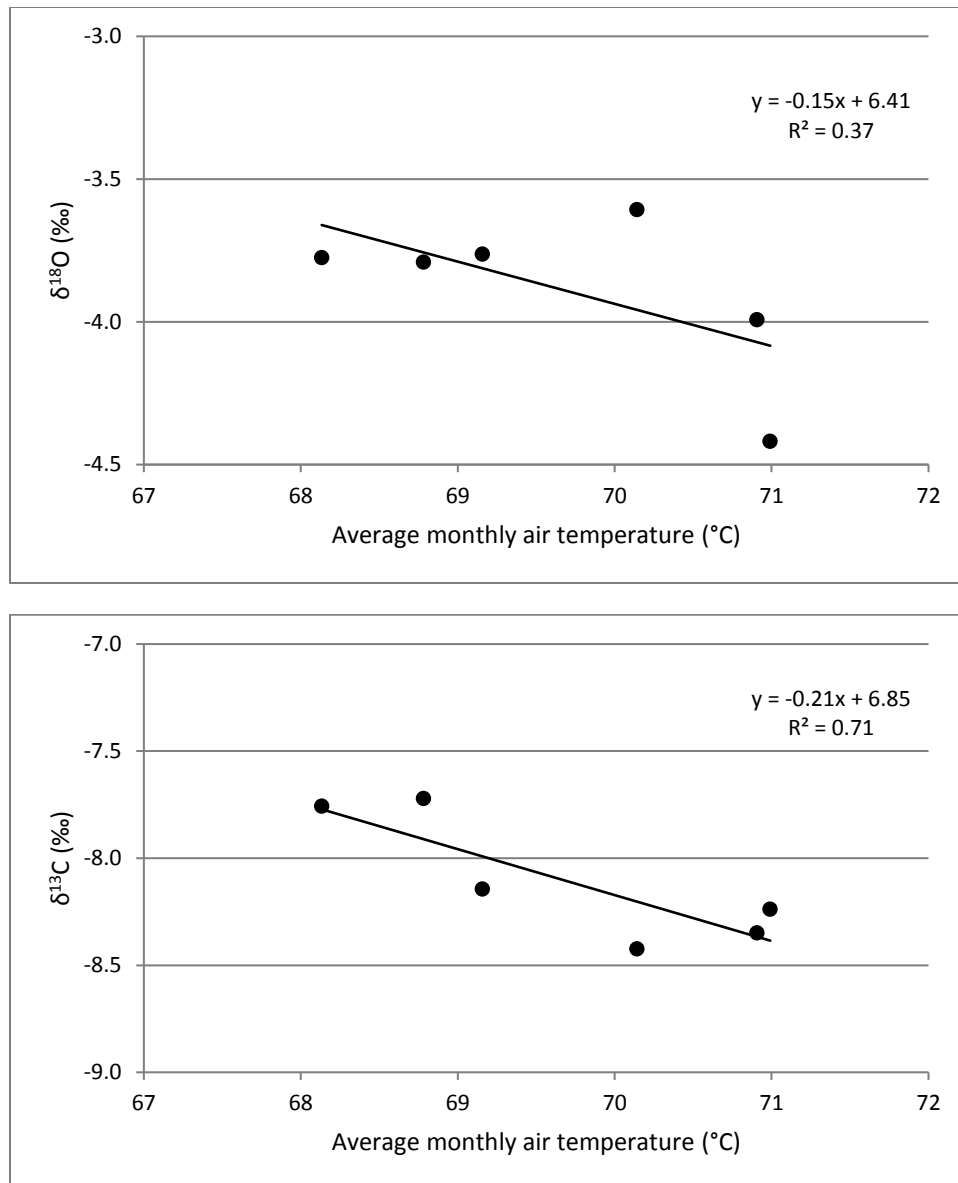 -3.0
y = -0.15x + 6.41
R² = 0.37
-3.5
δ¹⁸O (‰)
-4.0
-4.5
67 68 69 70 71 72
Average monthly air temperature (°C)
-7.0
y = -0.21x + 6.85
R² = 0.71
-7.5
δ¹³C (‰)
-8.0
-8.5
-9.0
67 68 69 70 71 72
Average monthly air temperature (°C)